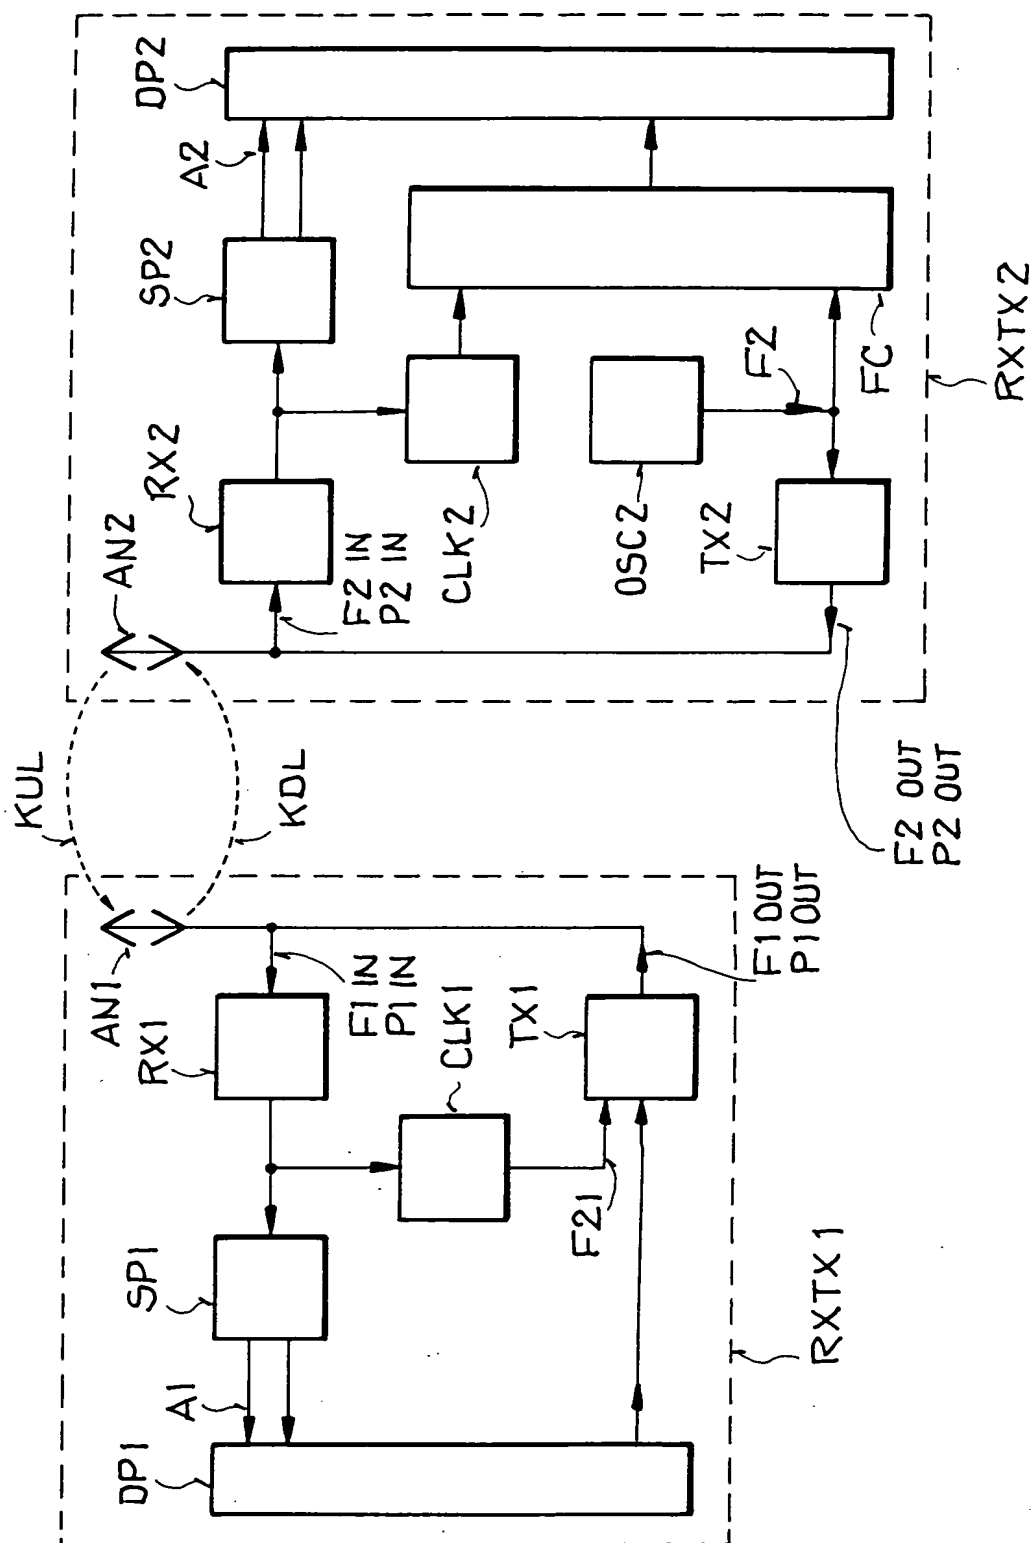 KUL
KDL
AN1
RX1
F1 IN
P1 IN
SP1
A1
DP1
CLK1
F21
TX1
F1 OUT
P1 OUT
RXTX1
AN2
RX2
F2 IN
P2 IN
SP2
A2
DP2
CLK2
OSC2
F2
FC
TX2
F2 OUT
P2 OUT
RXTX2